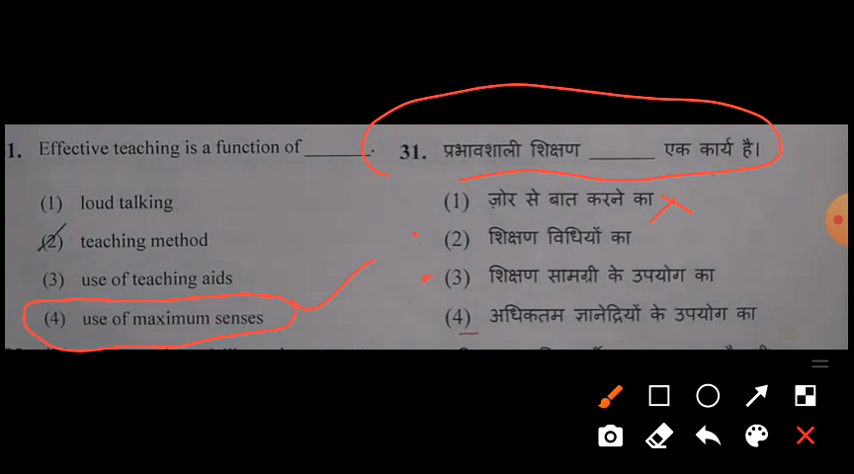 1. Effective teaching is a function of ______.
(1) loud talking
(2) teaching method
(3) use of teaching aids
(4) use of maximum senses
31. प्रभावशाली शिक्षण ______ एक कार्य है।
(1) ज़ोर से बात करने का
(2) शिक्षण विधियों का
(3) शिक्षण सामग्री के उपयोग का
(4) अधिकतम ज्ञानेद्रियों के उपयोग का